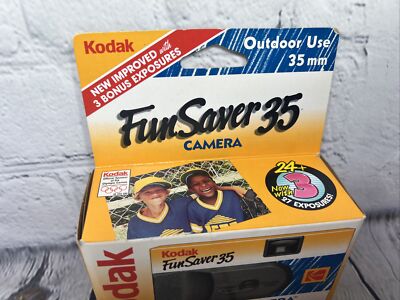 Kodak
NEW IMPROVED with
3 BONUS EXPOSURES
Outdoor Use
35 mm
FunSaver 35
CAMERA
Kodak
24+
Now with
3
27 EXPOSURES!
Kodak
FunSaver 35
Kodak